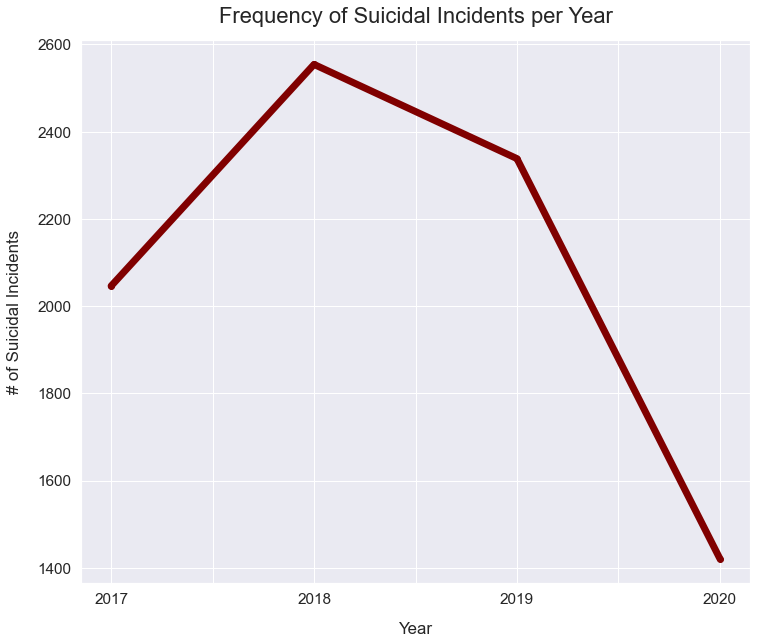 Frequency of Suicidal Incidents per Year
2600
2400
2200
2000
1800
1600
1400
# of Suicidal Incidents
2017 2018 2019 2020
Year